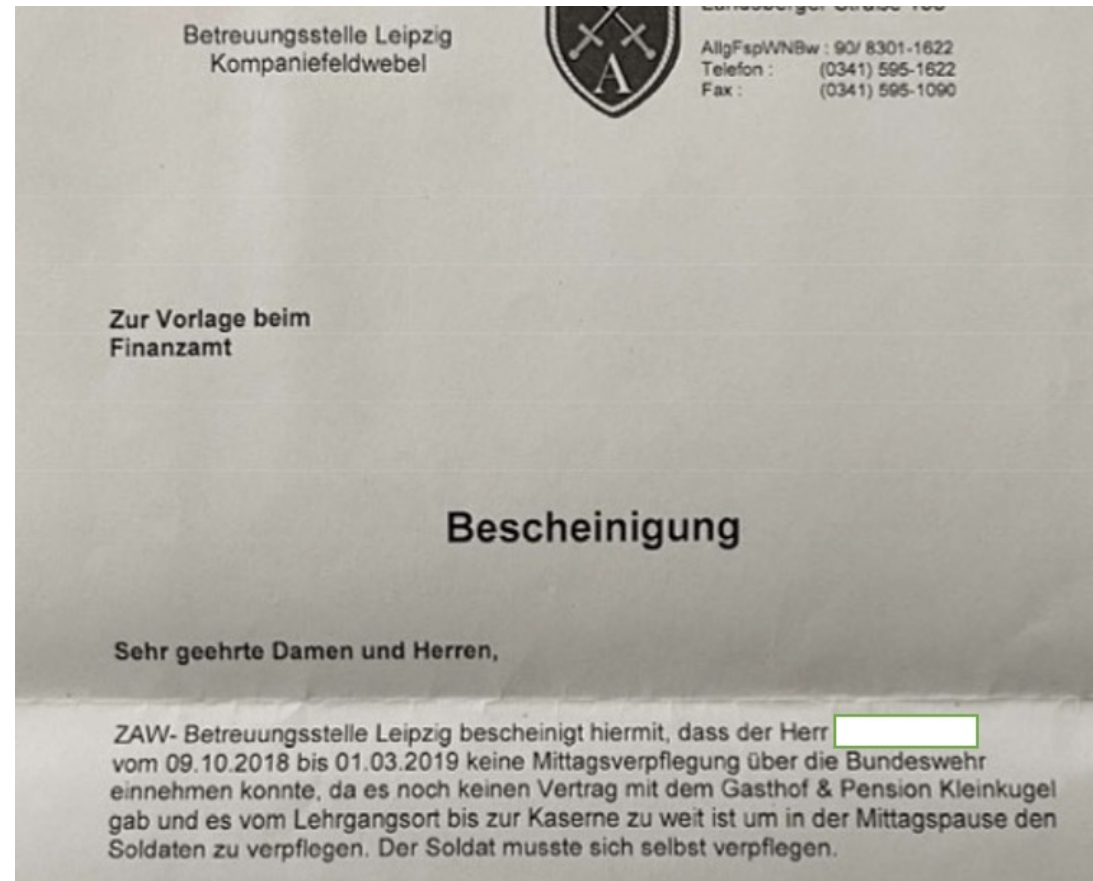 Betreuungsstelle Leipzig
Kompaniefeldwebel
A
AllgFspWNBw : 90/ 8301-1622
Telefon : (0341) 595-1622
Fax : (0341) 595-1090
Zur Vorlage beim
Finanzamt
Bescheinigung
Sehr geehrte Damen und Herren,
ZAW- Betreuungsstelle Leipzig bescheinigt hiermit, dass der Herr
vom 09.10.2018 bis 01.03.2019 keine Mittagsverpflegung über die Bundeswehr
einnehmen konnte, da es noch keinen Vertrag mit dem Gasthof & Pension Kleinkugel
gab und es vom Lehrgangsort bis zur Kaserne zu weit ist um in der Mittagspause den
Soldaten zu verpflegen. Der Soldat musste sich selbst verpflegen.